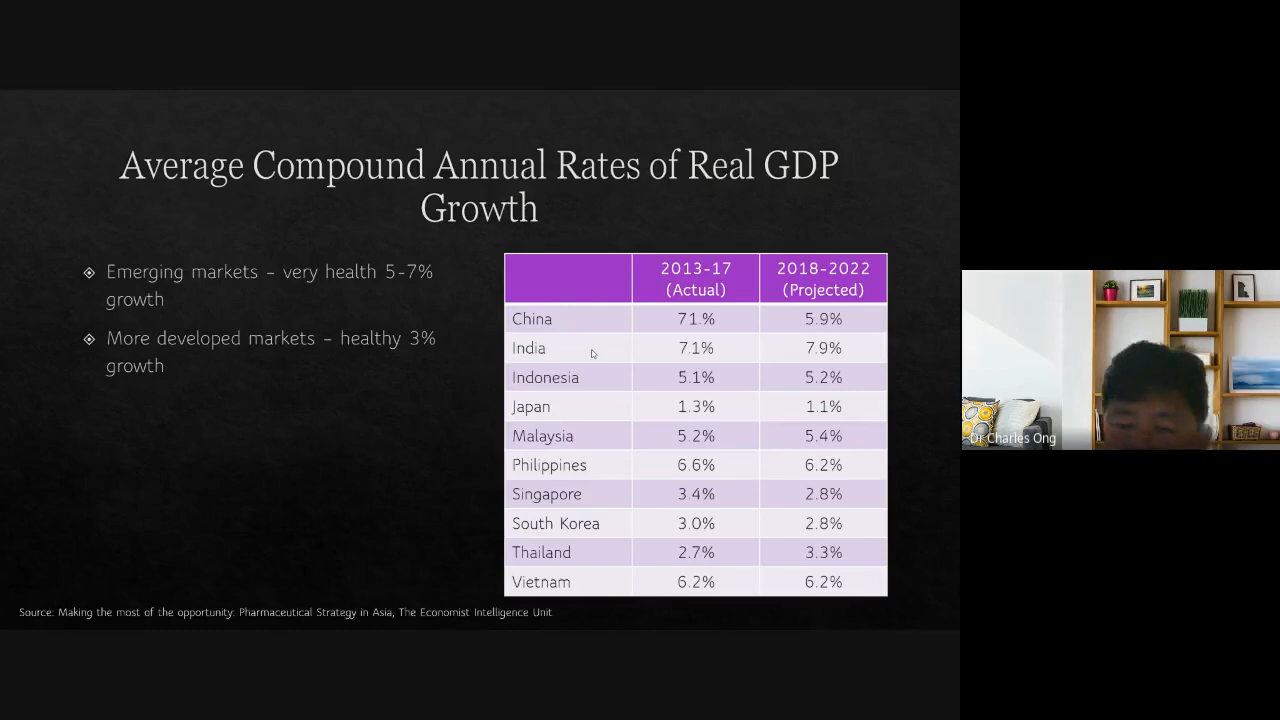 Average Compound Annual Rates of Real GDP
Growth
Emerging markets – very health 5-7%
growth
More developed markets – healthy 3%
growth
2013-17 2018-2022
(Actual) (Projected)
China 71.% 5.9%
India 7.1% 7.9%
Indonesia 5.1% 5.2%
Japan 1.3% 1.1%
Malaysia 5.2% 5.4%
Philippines 6.6% 6.2%
Singapore 3.4% 2.8%
South Korea 3.0% 2.8%
Thailand 2.7% 3.3%
Vietnam 6.2% 6.2%
Source: Making the most of the opportunity: Pharmaceutical Strategy in Asia, The Economist Intelligence Unit
Dr Charles Ong